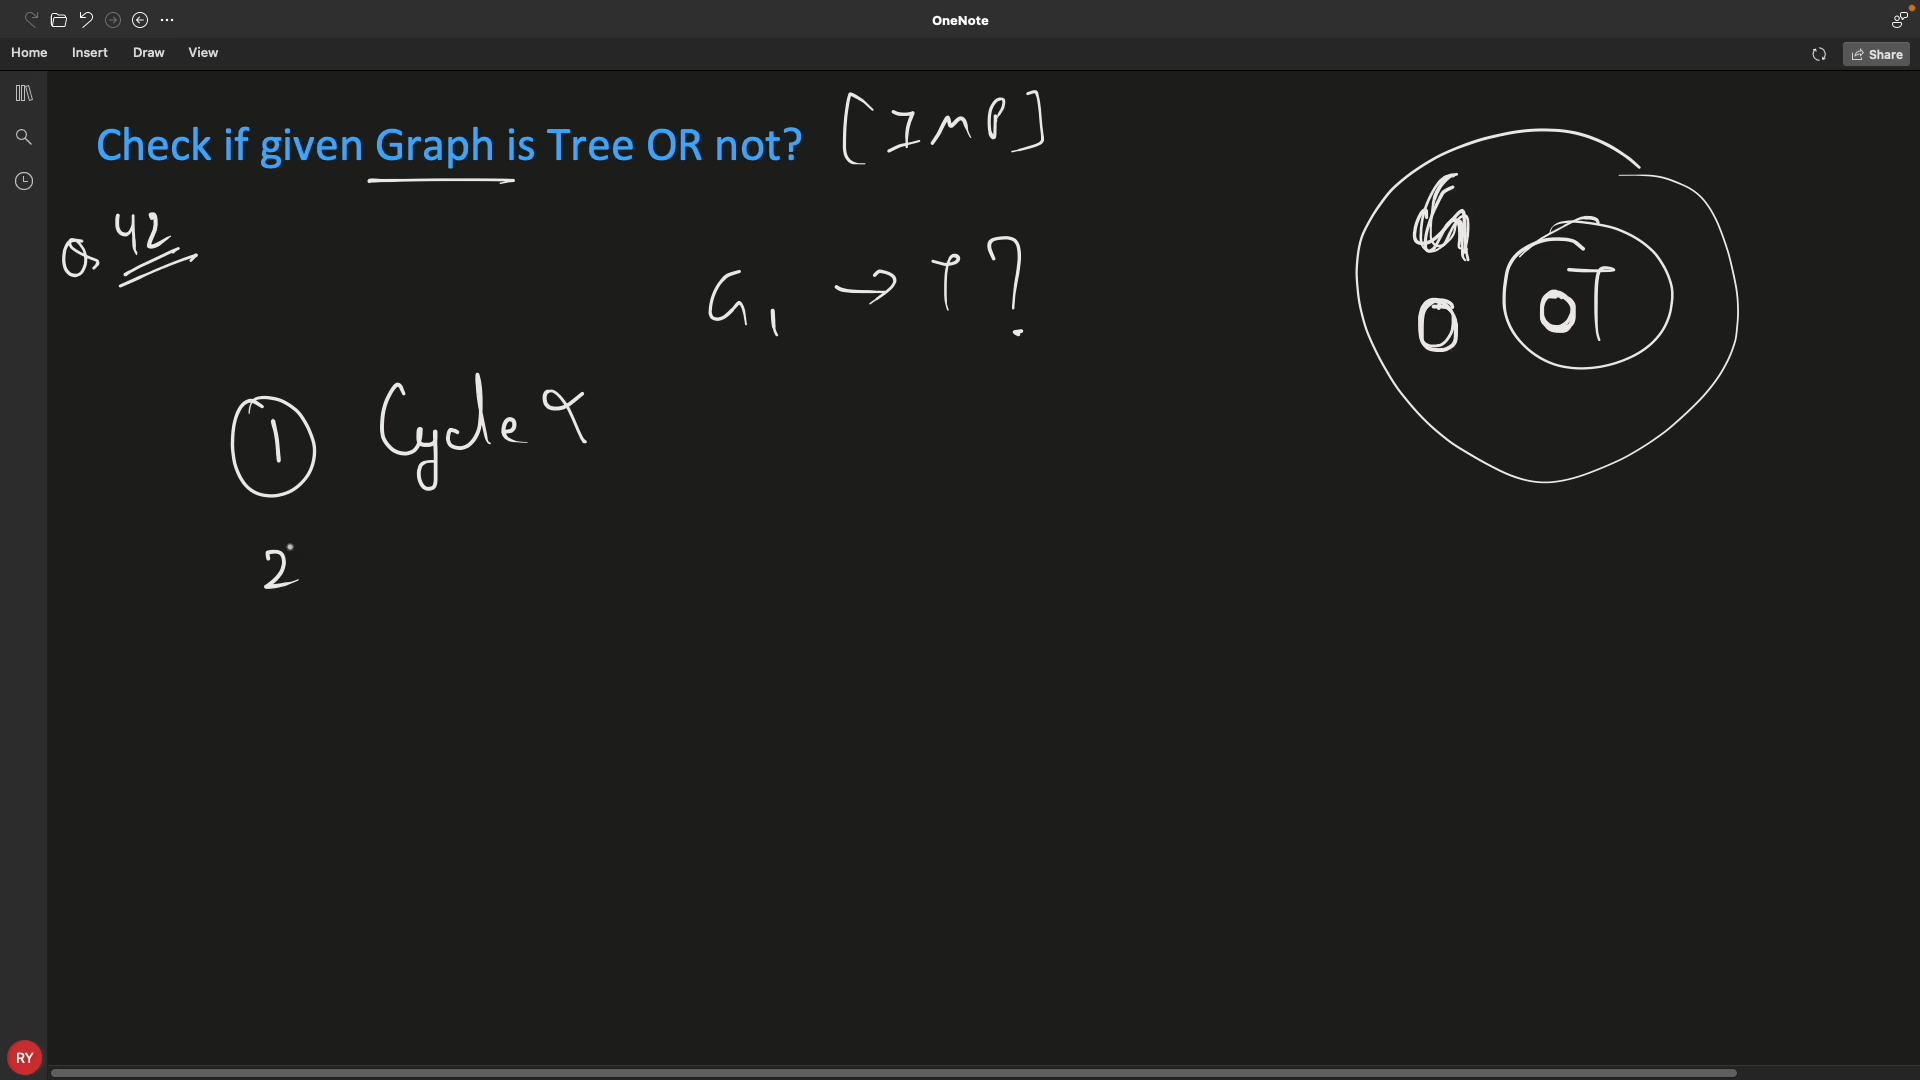 OneNote
Home Insert Draw View
Share
Check if given Graph is Tree OR not? [IMP]
Q 42
G1 → T ?
G
O
OT
1 Cycle x
2
RY